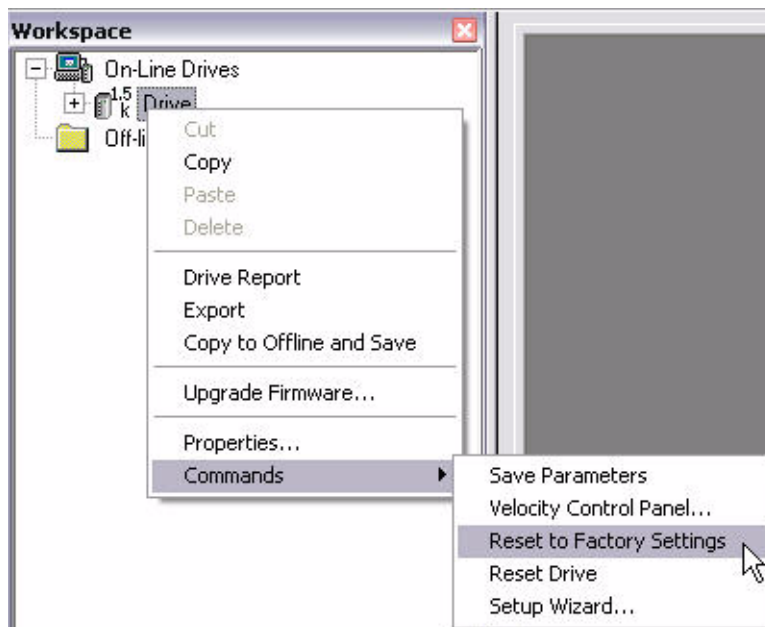 Workspace
On-Line Drives
1.5
k
Drive
Off-li
Cut
Copy
Paste
Delete
Drive Report
Export
Copy to Offline and Save
Upgrade Firmware...
Properties...
Commands
Save Parameters
Velocity Control Panel...
Reset to Factory Settings
Reset Drive
Setup Wizard...